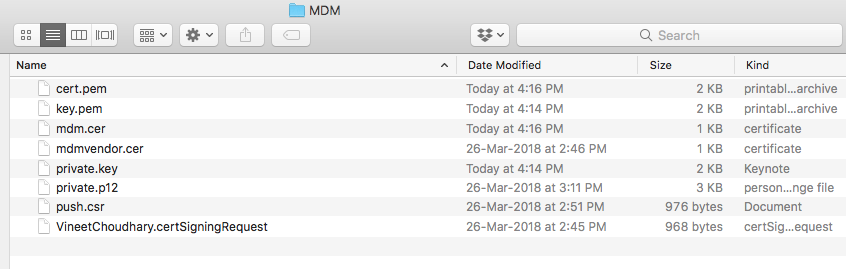 MDM
Search
Name Date Modified Size Kind
cert.pem Today at 4:16 PM 2 KB printabl...archive
key.pem Today at 4:14 PM 2 KB printabl...archive
mdm.cer Today at 4:16 PM 1 KB certificate
mdmvendor.cer 26-Mar-2018 at 2:46 PM 1 KB certificate
private.key Today at 4:14 PM 2 KB Keynote
private.p12 26-Mar-2018 at 3:11 PM 3 KB person...nge file
push.csr 26-Mar-2018 at 2:51 PM 976 bytes Document
VineetChoudhary.certSigningRequest 26-Mar-2018 at 2:45 PM 968 bytes certSig...equest